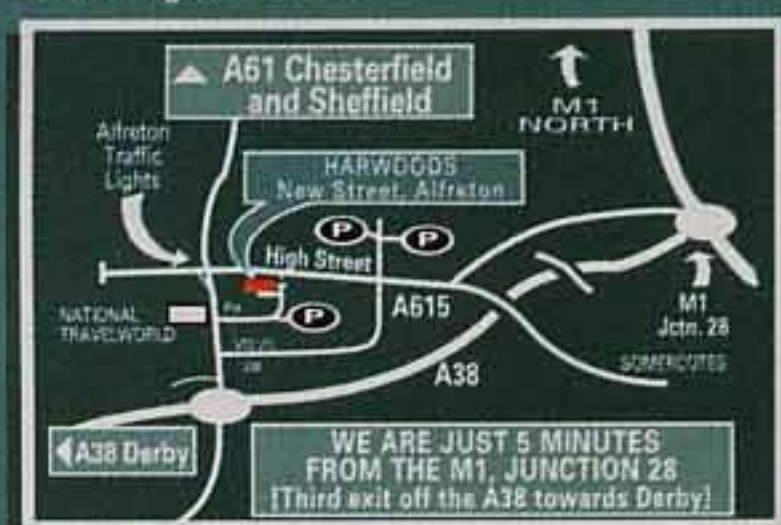 A61 Chesterfield
and Sheffield
M1
NORTH
Alfreton
Traffic
Lights
HARWOODS
New Street, Alfreton
P
P
High Street
NATIONAL
TRAVELWORLD
P
A615
M1
Jctn. 28
A38
SOMERCOTES
A38 Derby
WE ARE JUST 5 MINUTES
FROM THE M1, JUNCTION 28
[Third exit off the A38 towards Derby]